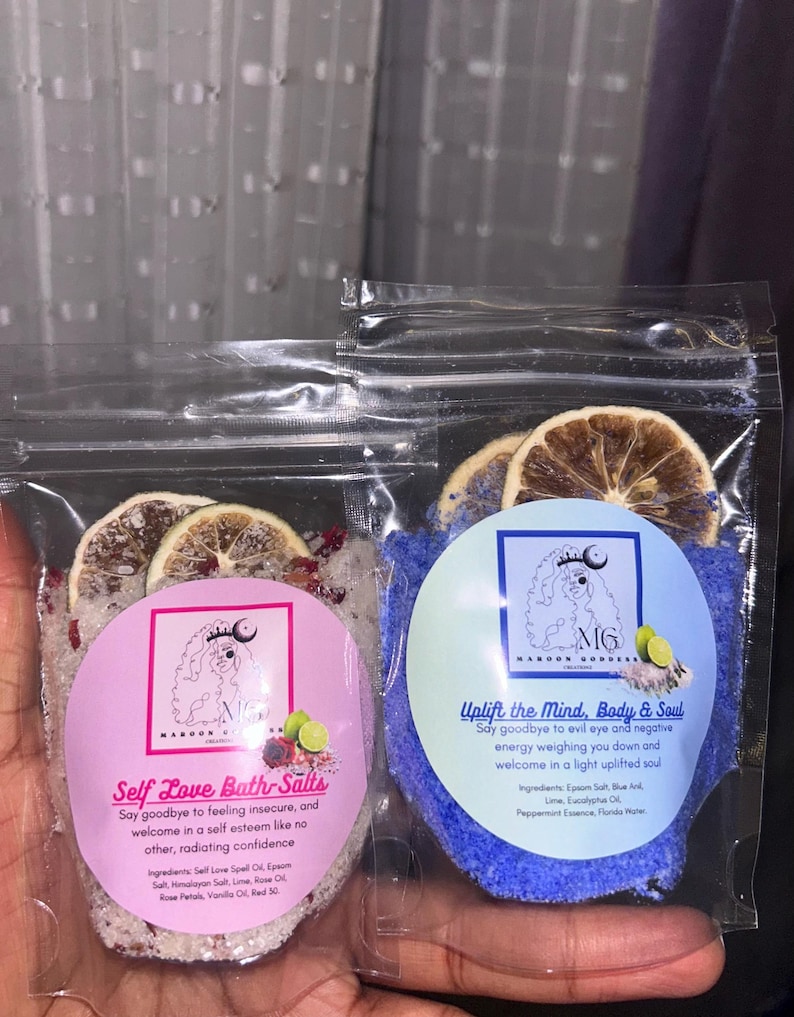 MG
MAROON GODDESS
CREATIONZ
Self Love Bath-Salts
Say goodbye to feeling insecure, and
welcome in a self esteem like no
other, radiating confidence
Ingredients: Self Love Spell Oil, Epsom
Salt, Himalayan Salt, Lime, Rose Oil,
Rose Petals, Vanilla Oil, Red 30.
MG
MAROON GODDESS
CREATIONZ
Uplift the Mind, Body & Soul
Say goodbye to evil eye and negative
energy weighing you down and
welcome in a light uplifted soul
Ingredients: Epsom Salt, Blue Anil,
Lime, Eucalyptus Oil,
Peppermint Essence, Florida Water.